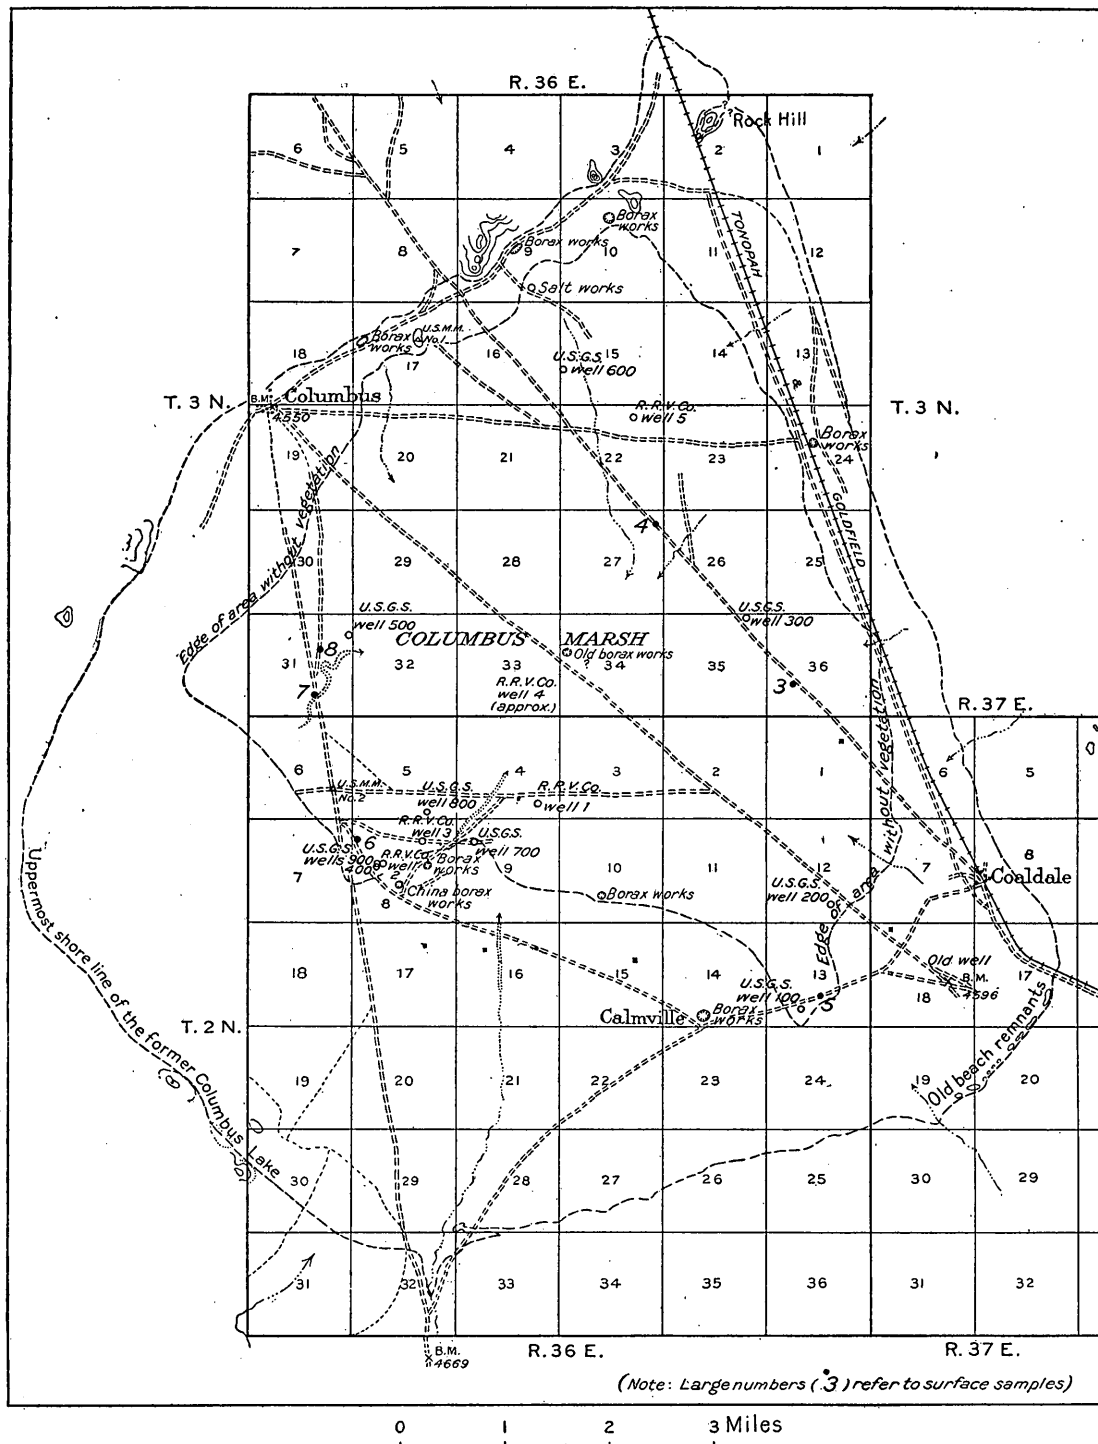 R. 36 E.
17
6
5
4
3
2
Rock Hill
1
7
8
Borax works
9
Borax
works
10
11
TONOPAH
12
Salt works
18
Borax
works
U.S.M.M.
No.1
17
16
U.S.G.S.
well 600
15
14
&
13
T. 3 N.
B.M.
4550
Columbus
R.R.V.Co.
well 5
T. 3 N.
Borax
works
19
20
21
22
23
24
Edge of area without vegetation
4
GOLDFIELD
30
29
28
27
26
25
U.S.G.S.
well 500
U.S.G.S.
well 300
COLUMBUS MARSH
8
31
32
33
Old borax works
?
34
35
36
7
R.R.V.Co.
well 4
(approx.)
3
R. 37 E.
6
5
4
3
2
1
6
5
U.S.M.M.
No.2
U.S.G.S.
well 800
R.R.V.Co.
well 1
without vegetation
R.R.V.Co.
well 3
6
U.S.G.S.
well 700
U.S.G.S.
wells 900
400
R.R.V.Co.
well
2
Borax
works
7
8
9
10
11
12
7
8
Coaldale
China borax
works
Borax works
U.S.G.S.
well 200
Edge of area
Uppermost shore line of the former Columbus Lake
18
17
16
15
14
13
18
17
Old well
B.M.
4596
U.S.G.S.
well 100
5
T. 2 N.
Calmville
Borax
works
19
20
21
22
23
24
19
20
Old beach remnants
30
29
28
27
26
25
30
29
31
32
33
34
35
36
31
32
B.M.
4669
R. 36 E.
R. 37 E.
(Note: Large numbers (3) refer to surface samples)
0 1 2 3 Miles